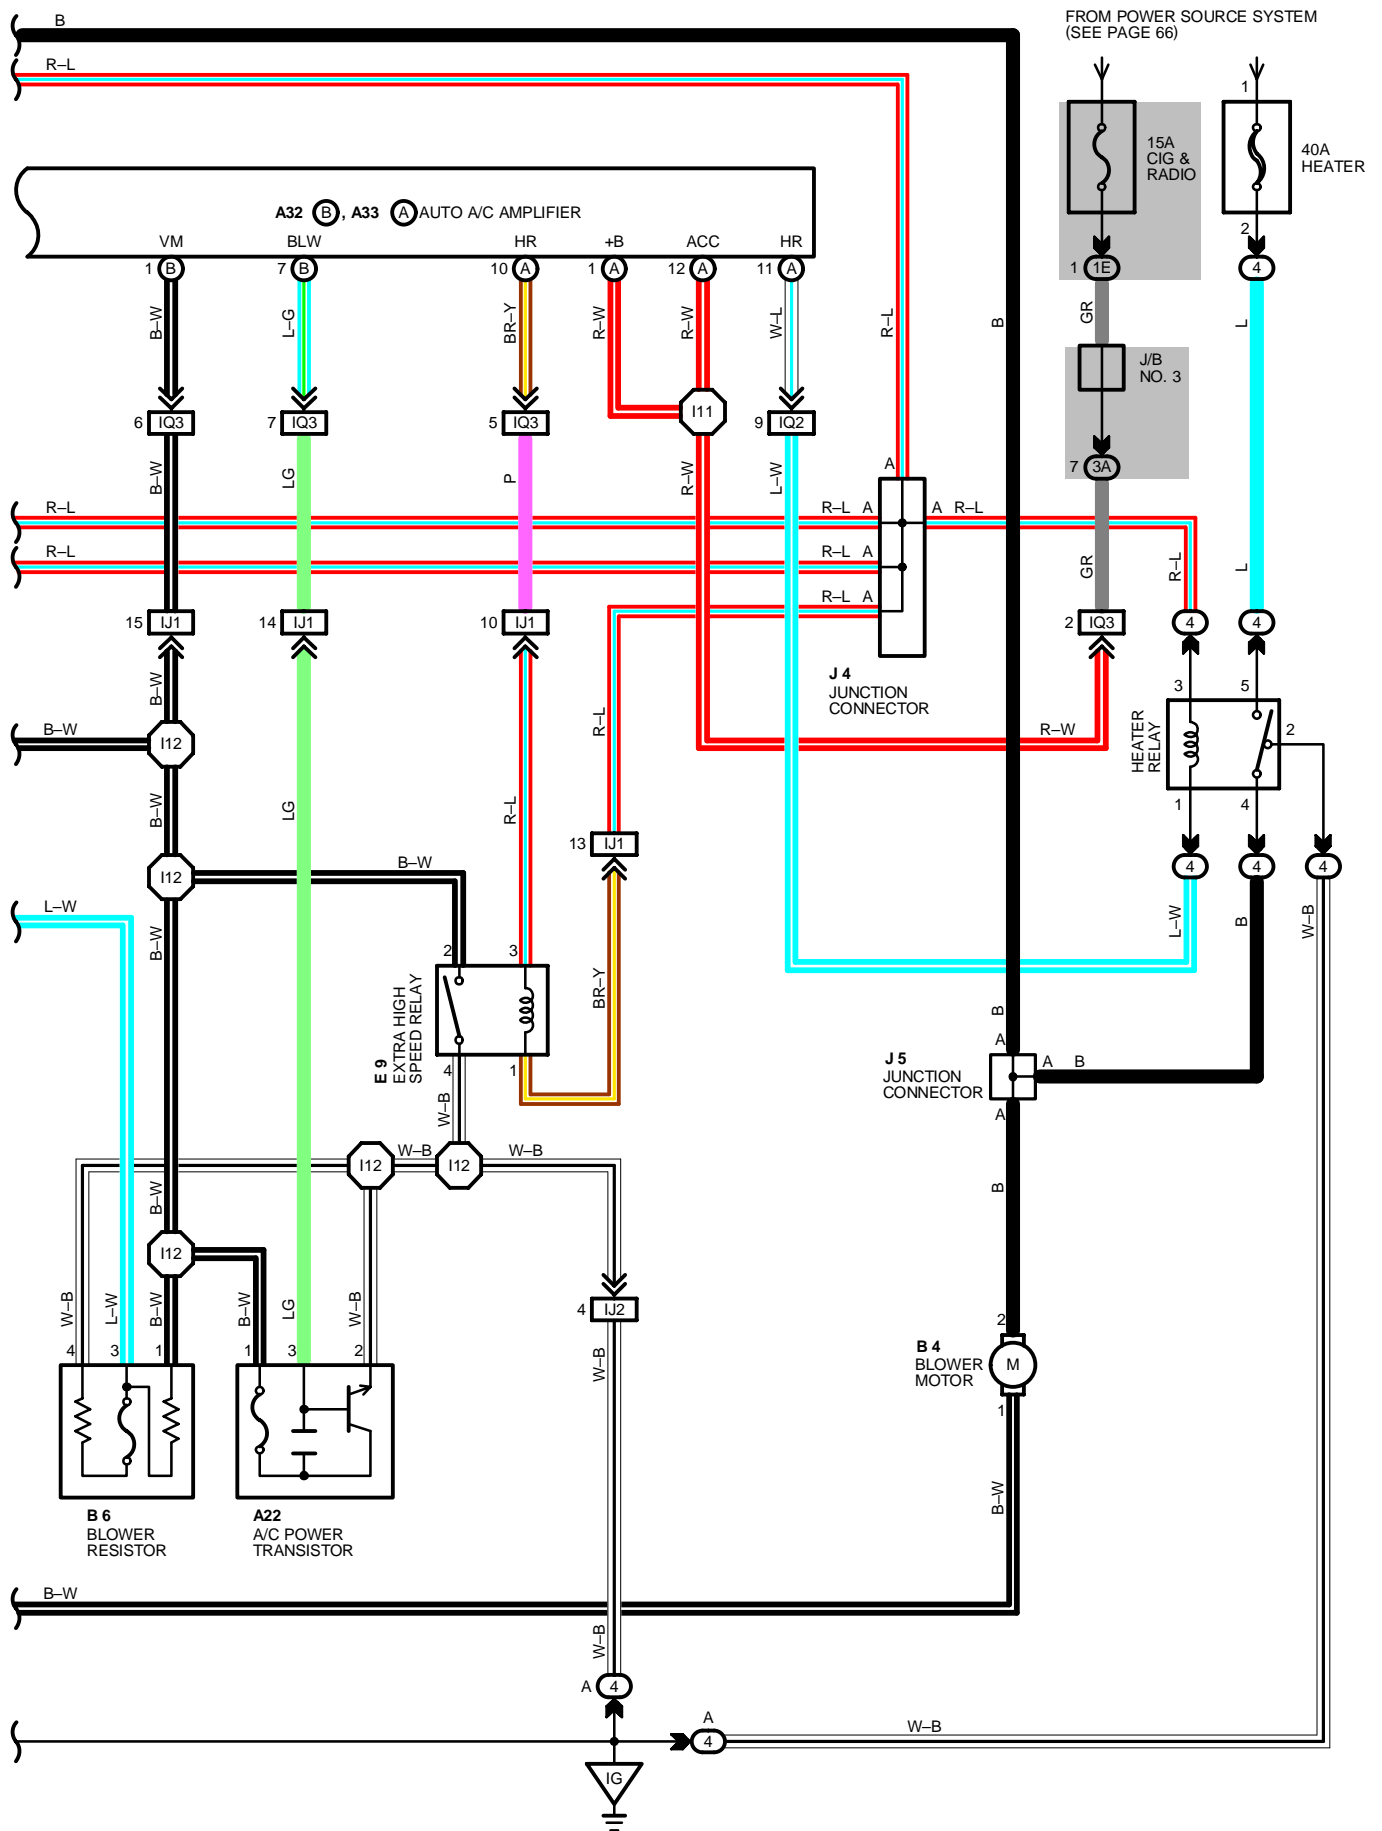 B
FROM POWER SOURCE SYSTEM
(SEE PAGE 66)
R–L
1
15A
CIG &
RADIO
40A
HEATER
A32 B , A33 A AUTO A/C AMPLIFIER
VM BLW HR +B ACC HR
2
1 B 7 B 10 A 1 A 12 A 11 A
1 1E 4
B–W L–G BR–Y R–W R–W W–L R–L B GR L
J/B
NO. 3
6 IQ3 7 IQ3 5 IQ3 I11 9 IQ2
B–W LG P R–W L–W A 7 3A
R–L R–L A A R–L
R–L R–L A
GR R–L L
R–L A
15 IJ1 14 IJ1 10 IJ1 2 IQ3 4 4
J 4
JUNCTION
CONNECTOR
B–W 3 5
B–W I12 R–L R–W 2
HEATER
RELAY
B–W LG R–L 1 4
13 IJ1
I12 B–W 4 4 4
L–W B–W L–W B W–B
2 3
E 9
EXTRA HIGH
SPEED RELAY
BR–Y B
A
J 5
JUNCTION
CONNECTOR
A B
4 1
W–B A
I12 W–B I12 W–B
B–W B
I12
W–B L–W B–W B–W LG W–B
4 IJ2
2
4 3 1 1 3 2
W–B
B 4
BLOWER
MOTOR
M
1
B–W
B 6
BLOWER
RESISTOR
A22
A/C POWER
TRANSISTOR
B–W
W–B
A 4
A
4
W–B
IG